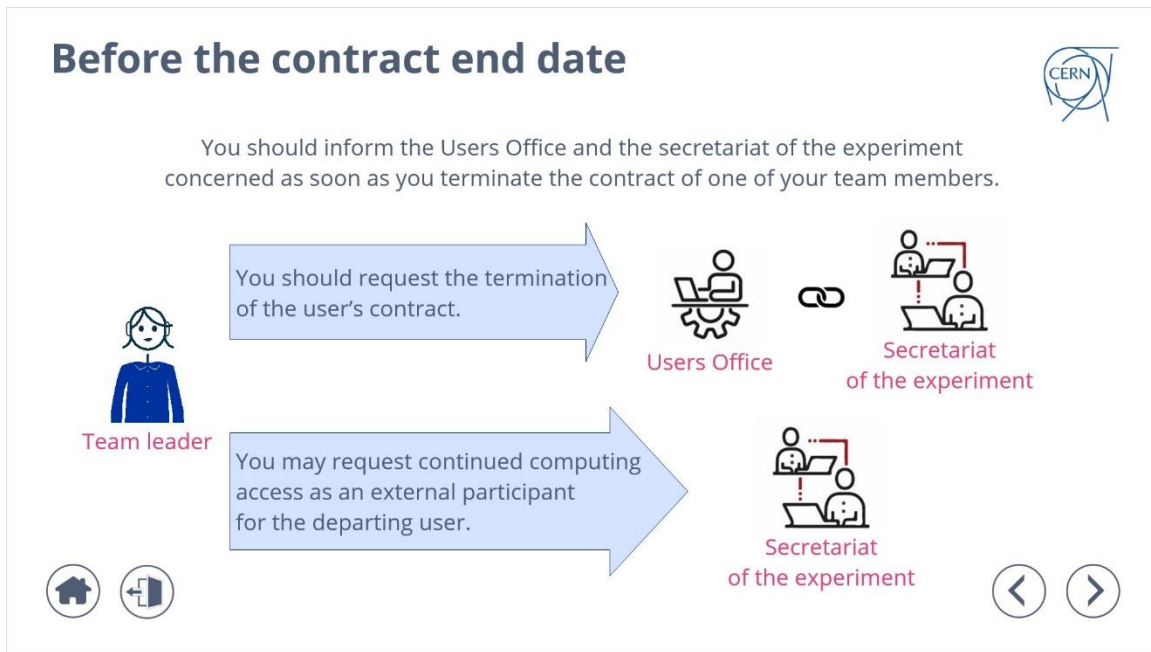 Before the contract end date
CERN
You should inform the Users Office and the secretariat of the experiment
concerned as soon as you terminate the contract of one of your team members.
You should request the termination
of the user’s contract.
Users Office
Secretariat
of the experiment
Team leader
You may request continued computing
access as an external participant
for the departing user.
Secretariat
of the experiment